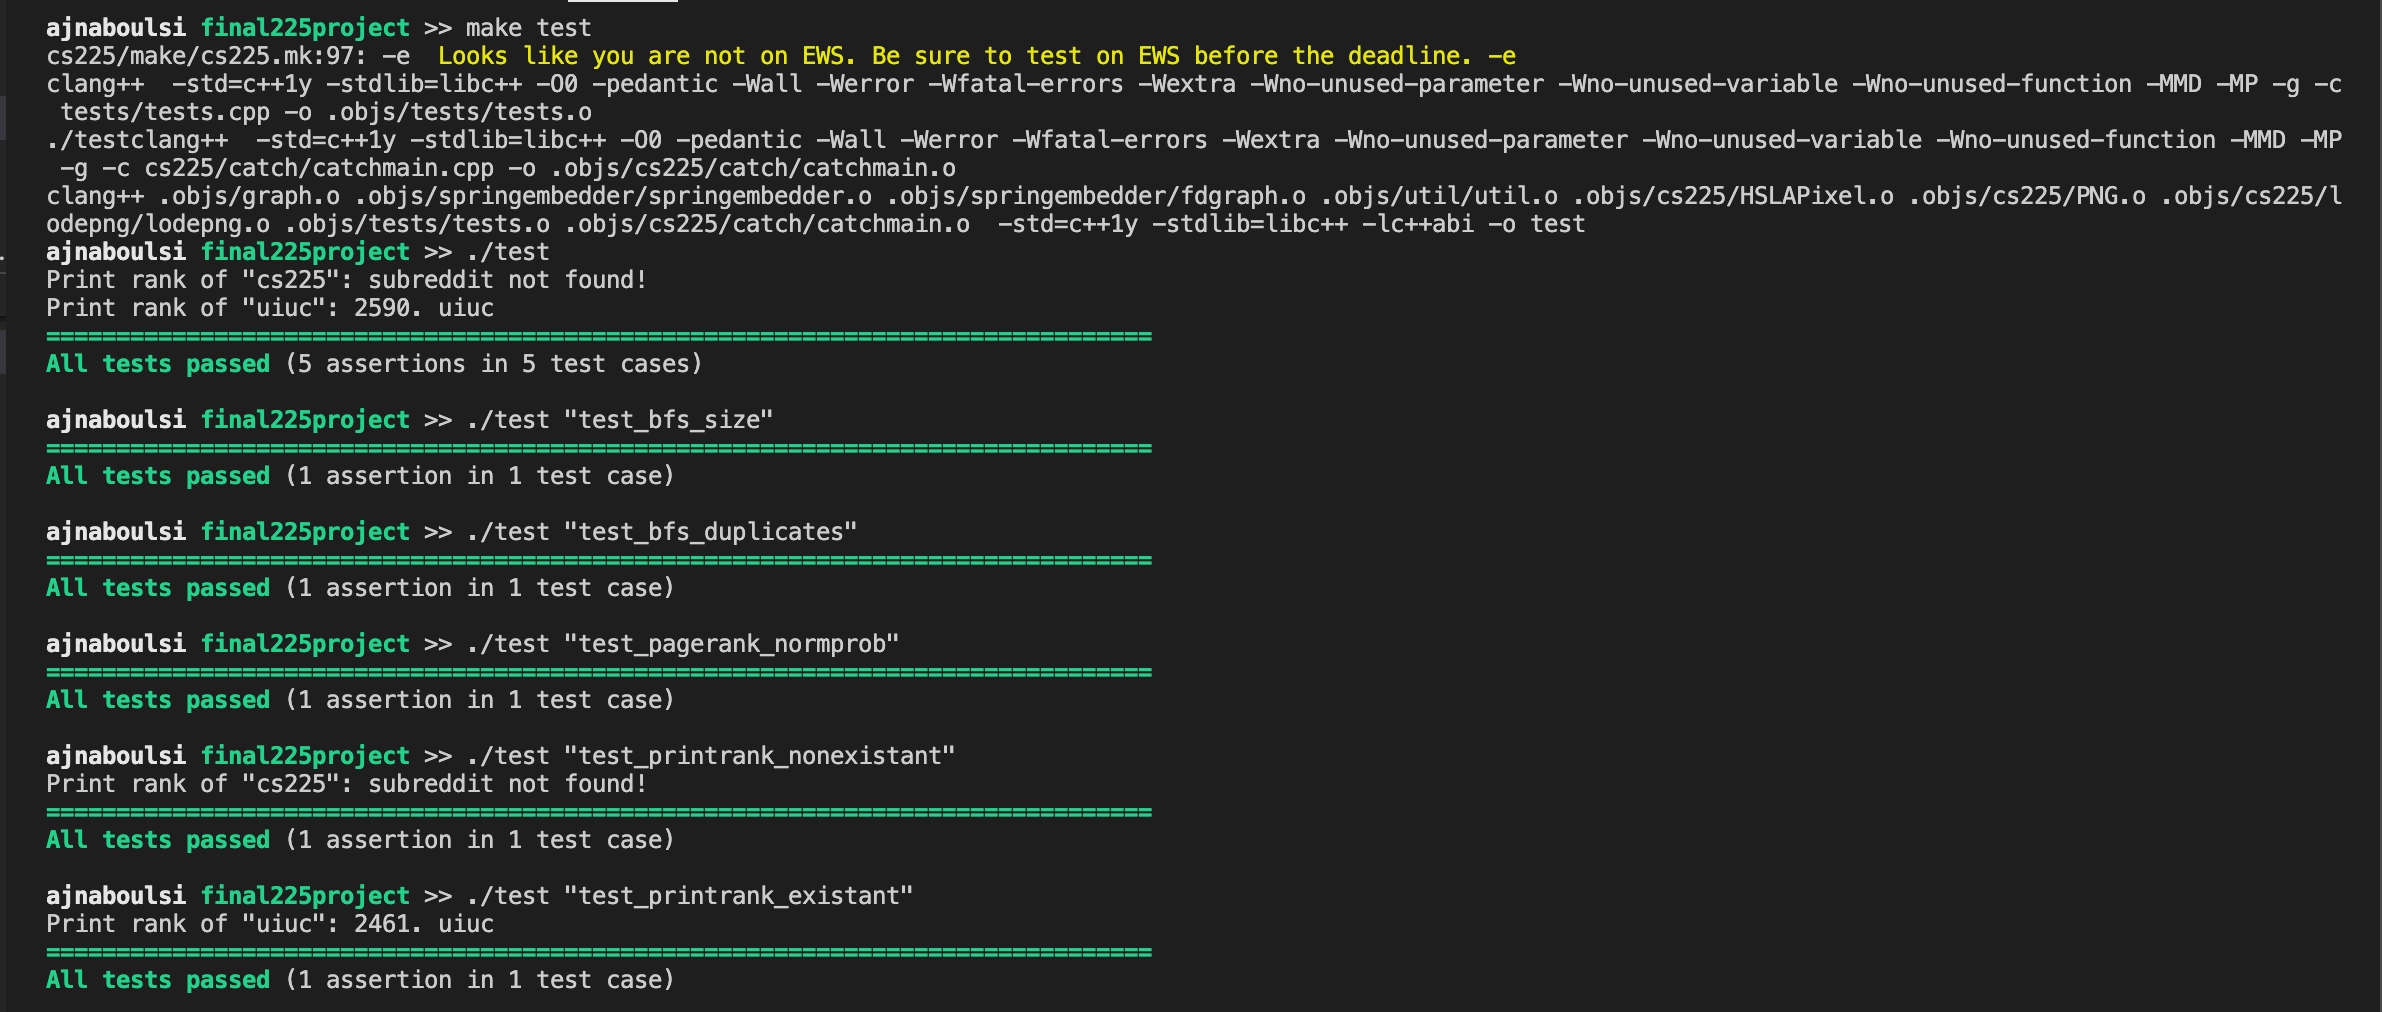 ajnaboulsi final225project >> make test
cs225/make/cs225.mk:97: -e  Looks like you are not on EWS. Be sure to test on EWS before the deadline. -e
clang++  -std=c++1y -stdlib=libc++ -O0 -pedantic -Wall -Werror -Wfatal-errors -Wextra -Wno-unused-parameter -Wno-unused-variable -Wno-unused-function -MMD -MP -g -c
 tests/tests.cpp -o .objs/tests/tests.o
./testclang++  -std=c++1y -stdlib=libc++ -O0 -pedantic -Wall -Werror -Wfatal-errors -Wextra -Wno-unused-parameter -Wno-unused-variable -Wno-unused-function -MMD -MP
 -g -c cs225/catch/catchmain.cpp -o .objs/cs225/catch/catchmain.o
clang++ .objs/graph.o .objs/springembedder/springembedder.o .objs/springembedder/fdgraph.o .objs/util/util.o .objs/cs225/HSLAPixel.o .objs/cs225/PNG.o .objs/cs225/l
odepng/lodepng.o .objs/tests/tests.o .objs/cs225/catch/catchmain.o  -std=c++1y -stdlib=libc++ -lc++abi -o test
ajnaboulsi final225project >> ./test
Print rank of "cs225": subreddit not found!
Print rank of "uiuc": 2590. uiuc
===============================================================================
All tests passed (5 assertions in 5 test cases)

ajnaboulsi final225project >> ./test "test_bfs_size"
===============================================================================
All tests passed (1 assertion in 1 test case)

ajnaboulsi final225project >> ./test "test_bfs_duplicates"
===============================================================================
All tests passed (1 assertion in 1 test case)

ajnaboulsi final225project >> ./test "test_pagerank_normprob"
===============================================================================
All tests passed (1 assertion in 1 test case)

ajnaboulsi final225project >> ./test "test_printrank_nonexistant"
Print rank of "cs225": subreddit not found!
===============================================================================
All tests passed (1 assertion in 1 test case)

ajnaboulsi final225project >> ./test "test_printrank_existant"
Print rank of "uiuc": 2461. uiuc
===============================================================================
All tests passed (1 assertion in 1 test case)